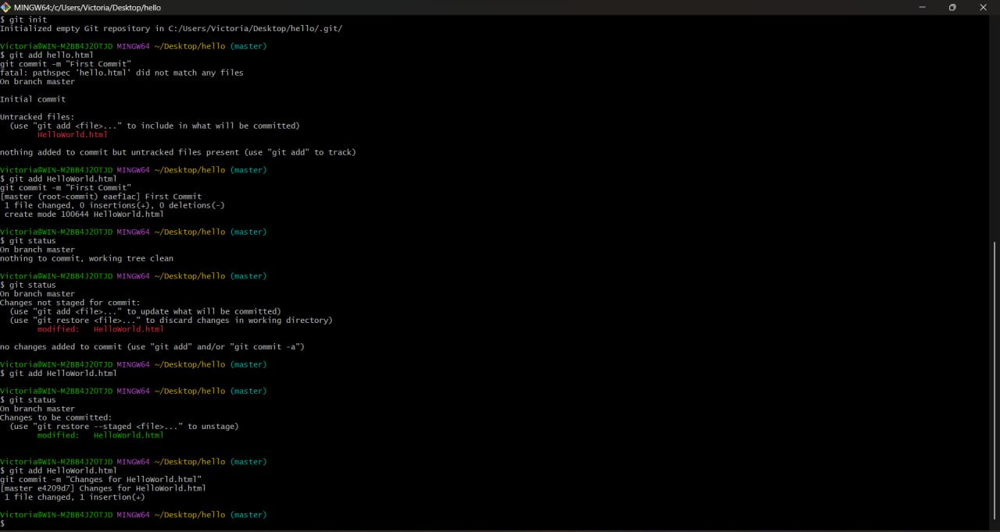 MINGW64:/c/Users/Victoria/Desktop/hello
$ git init
Initialized empty Git repository in C:/Users/Victoria/Desktop/hello/.git/
Victoria@WIN-M2BB4J2OTJD MINGW64 ~/Desktop/hello (master)
$ git add hello.html
git commit -m "First Commit"
fatal: pathspec 'hello.html' did not match any files
On branch master
Initial commit
Untracked files:
(use "git add <file>..." to include in what will be committed)
HelloWorld.html
nothing added to commit but untracked files present (use "git add" to track)
Victoria@WIN-M2BB4J2OTJD MINGW64 ~/Desktop/hello (master)
$ git add HelloWorld.html
git commit -m "First Commit"
[master (root-commit) eaef1ac] First Commit
1 file changed, 0 insertions(+), 0 deletions(-)
create mode 100644 HelloWorld.html
Victoria@WIN-M2BB4J2OTJD MINGW64 ~/Desktop/hello (master)
$ git status
On branch master
nothing to commit, working tree clean
Victoria@WIN-M2BB4J2OTJD MINGW64 ~/Desktop/hello (master)
$ git status
On branch master
Changes not staged for commit:
(use "git add <file>..." to update what will be committed)
(use "git restore <file>..." to discard changes in working directory)
modified: HelloWorld.html
no changes added to commit (use "git add" and/or "git commit -a")
Victoria@WIN-M2BB4J2OTJD MINGW64 ~/Desktop/hello (master)
$ git add HelloWorld.html
Victoria@WIN-M2BB4J2OTJD MINGW64 ~/Desktop/hello (master)
$ git status
On branch master
Changes to be committed:
(use "git restore --staged <file>..." to unstage)
modified: HelloWorld.html
Victoria@WIN-M2BB4J2OTJD MINGW64 ~/Desktop/hello (master)
$ git add HelloWorld.html
git commit -m "Changes for HelloWorld.html"
[master e4209d7] Changes for HelloWorld.html
1 file changed, 1 insertion(+)
Victoria@WIN-M2BB4J2OTJD MINGW64 ~/Desktop/hello (master)
$